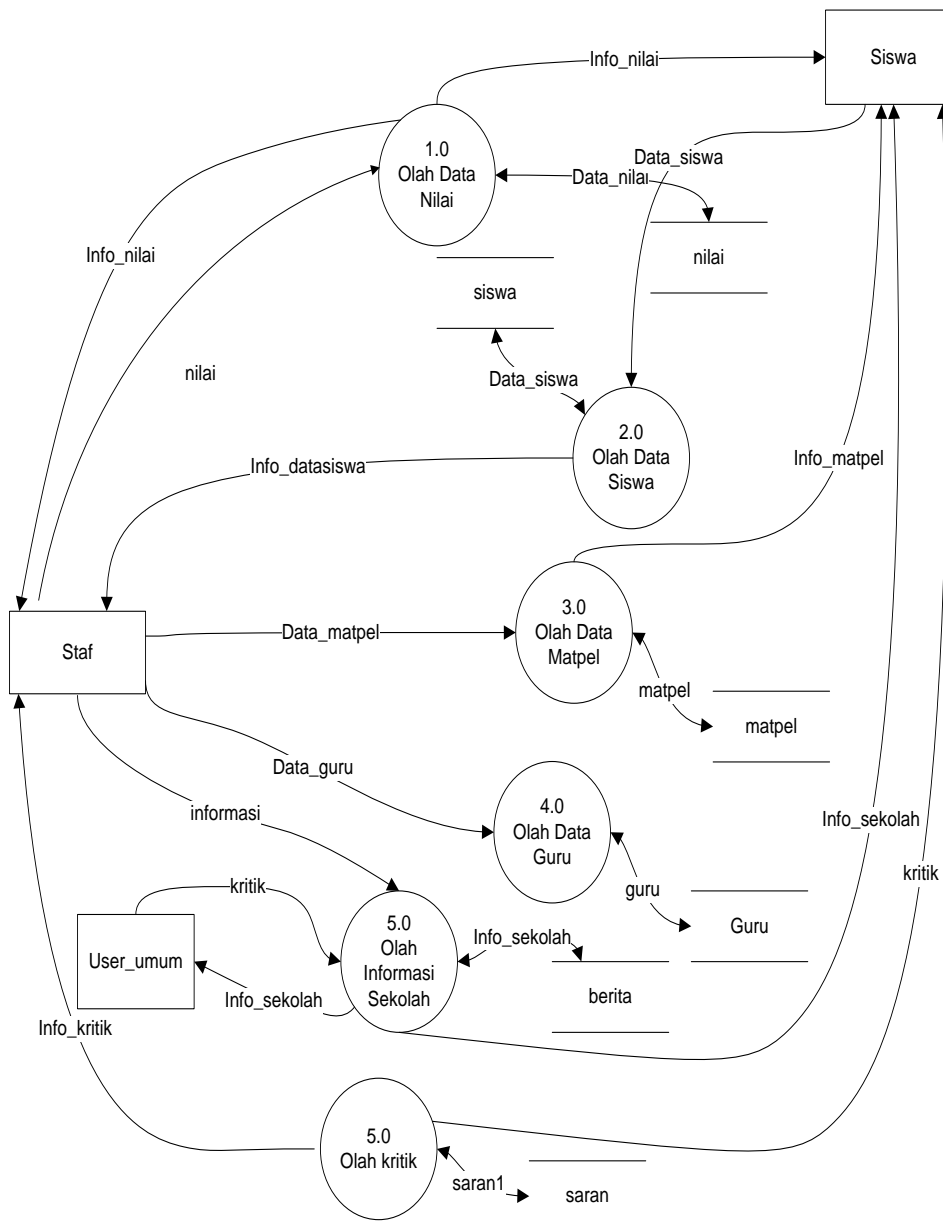 Siswa
Info_nilai
1.0
Olah Data
Nilai
Data_siswa
Data_nilai
Info_nilai
nilai
siswa
nilai
Data_siswa
2.0
Olah Data
Siswa
Info_datasiswa
Info_matpel
3.0
Olah Data
Matpel
Staf
Data_matpel
matpel
matpel
Data_guru
4.0
Olah Data
Guru
informasi
Info_sekolah
kritik
guru
Guru
kritik
5.0
Olah
Informasi
Sekolah
User_umum
Info_sekolah
Info_sekolah
berita
Info_kritik
5.0
Olah kritik
saran1
saran